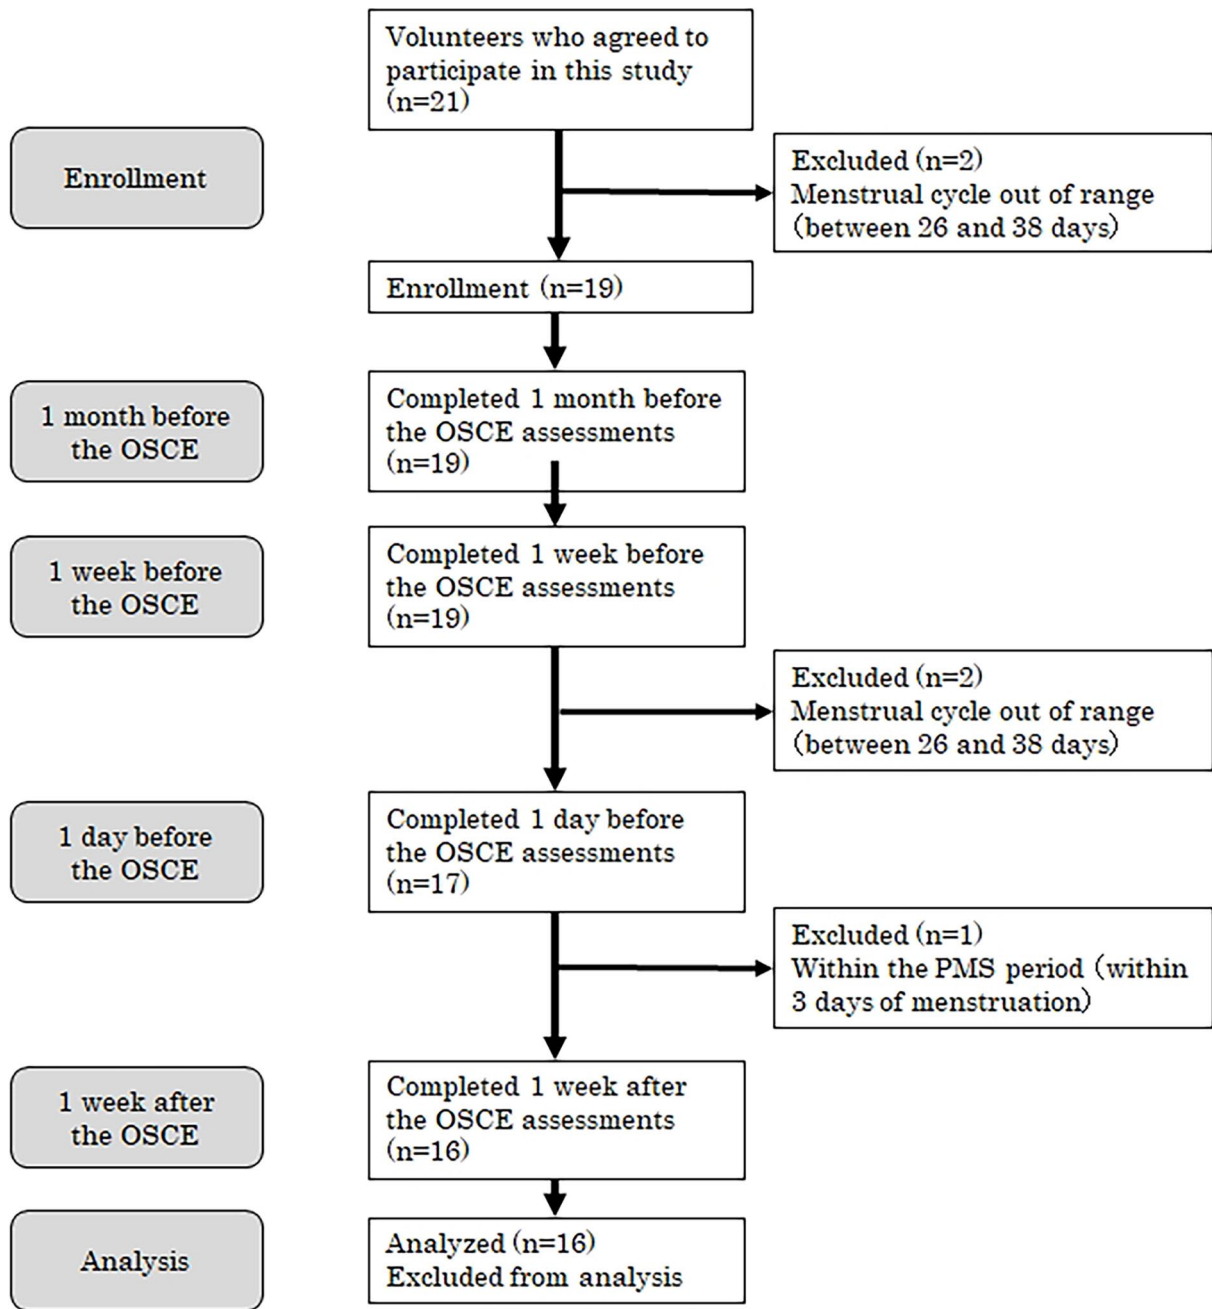 Volunteers who agreed to
participate in this study
(n=21)
Enrollment
Excluded (n=2)
Menstrual cycle out of range
(between 26 and 38 days)
Enrollment (n=19)
1 month before
the OSCE
Completed 1 month before
the OSCE assessments
(n=19)
1 week before
the OSCE
Completed 1 week before
the OSCE assessments
(n=19)
Excluded (n=2)
Menstrual cycle out of range
(between 26 and 38 days)
1 day before
the OSCE
Completed 1 day before
the OSCE assessments
(n=17)
Excluded (n=1)
Within the PMS period (within
3 days of menstruation)
1 week after
the OSCE
Completed 1 week after
the OSCE assessments
(n=16)
Analysis
Analyzed (n=16)
Excluded from analysis